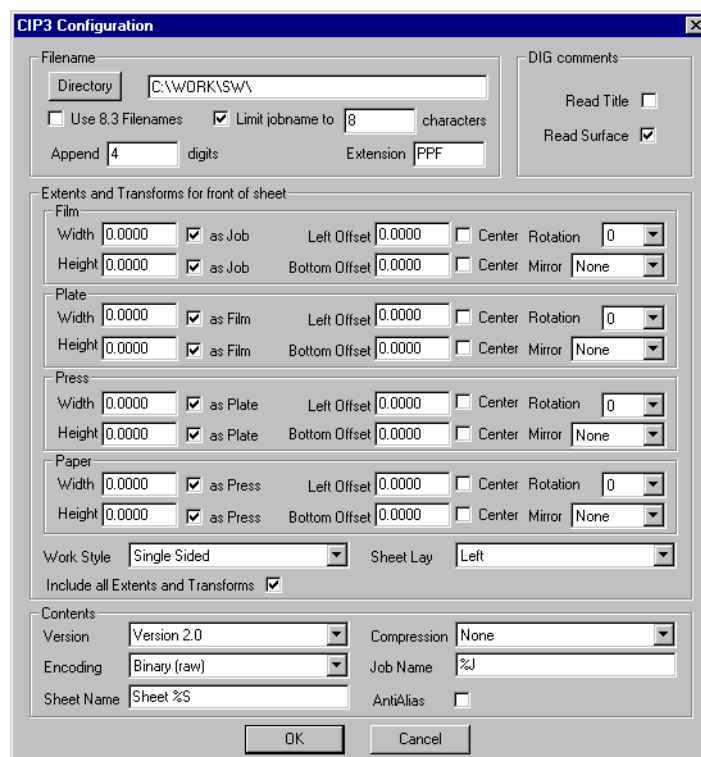 CIP3 Configuration
Filename
Directory C:\WORK\SW\
Use 8.3 Filenames Limit jobname to 8 characters
Append 4 digits Extension PPF
DIG comments
Read Title
Read Surface
Extents and Transforms for front of sheet
Film
Width 0.0000 as Job Left Offset 0.0000 Center Rotation 0
Height 0.0000 as Job Bottom Offset 0.0000 Center Mirror None
Plate
Width 0.0000 as Film Left Offset 0.0000 Center Rotation 0
Height 0.0000 as Film Bottom Offset 0.0000 Center Mirror None
Press
Width 0.0000 as Plate Left Offset 0.0000 Center Rotation 0
Height 0.0000 as Plate Bottom Offset 0.0000 Center Mirror None
Paper
Width 0.0000 as Press Left Offset 0.0000 Center Rotation 0
Height 0.0000 as Press Bottom Offset 0.0000 Center Mirror None
Work Style Single Sided Sheet Lay Left
Include all Extents and Transforms
Contents
Version Version 2.0 Compression None
Encoding Binary (raw) Job Name %J
Sheet Name Sheet %S AntiAlias
OK Cancel